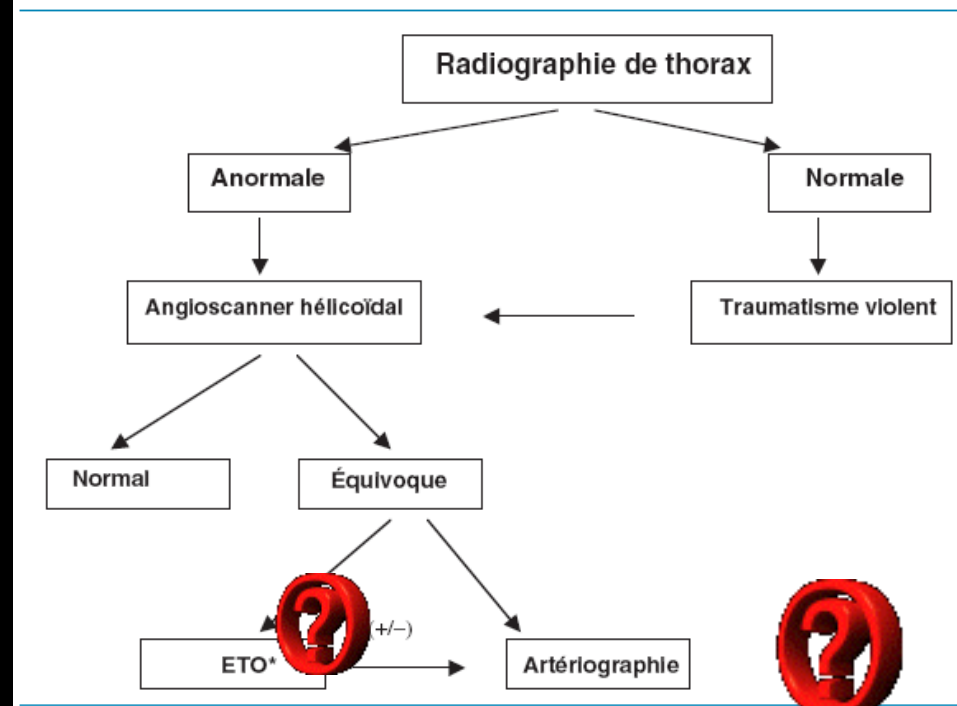 Radiographie de thorax
Anormale
Normale
Angioscanner hélicoïdal
Traumatisme violent
Normal
Équivoque
?
(+/−)
?
ETO*
Artériographie